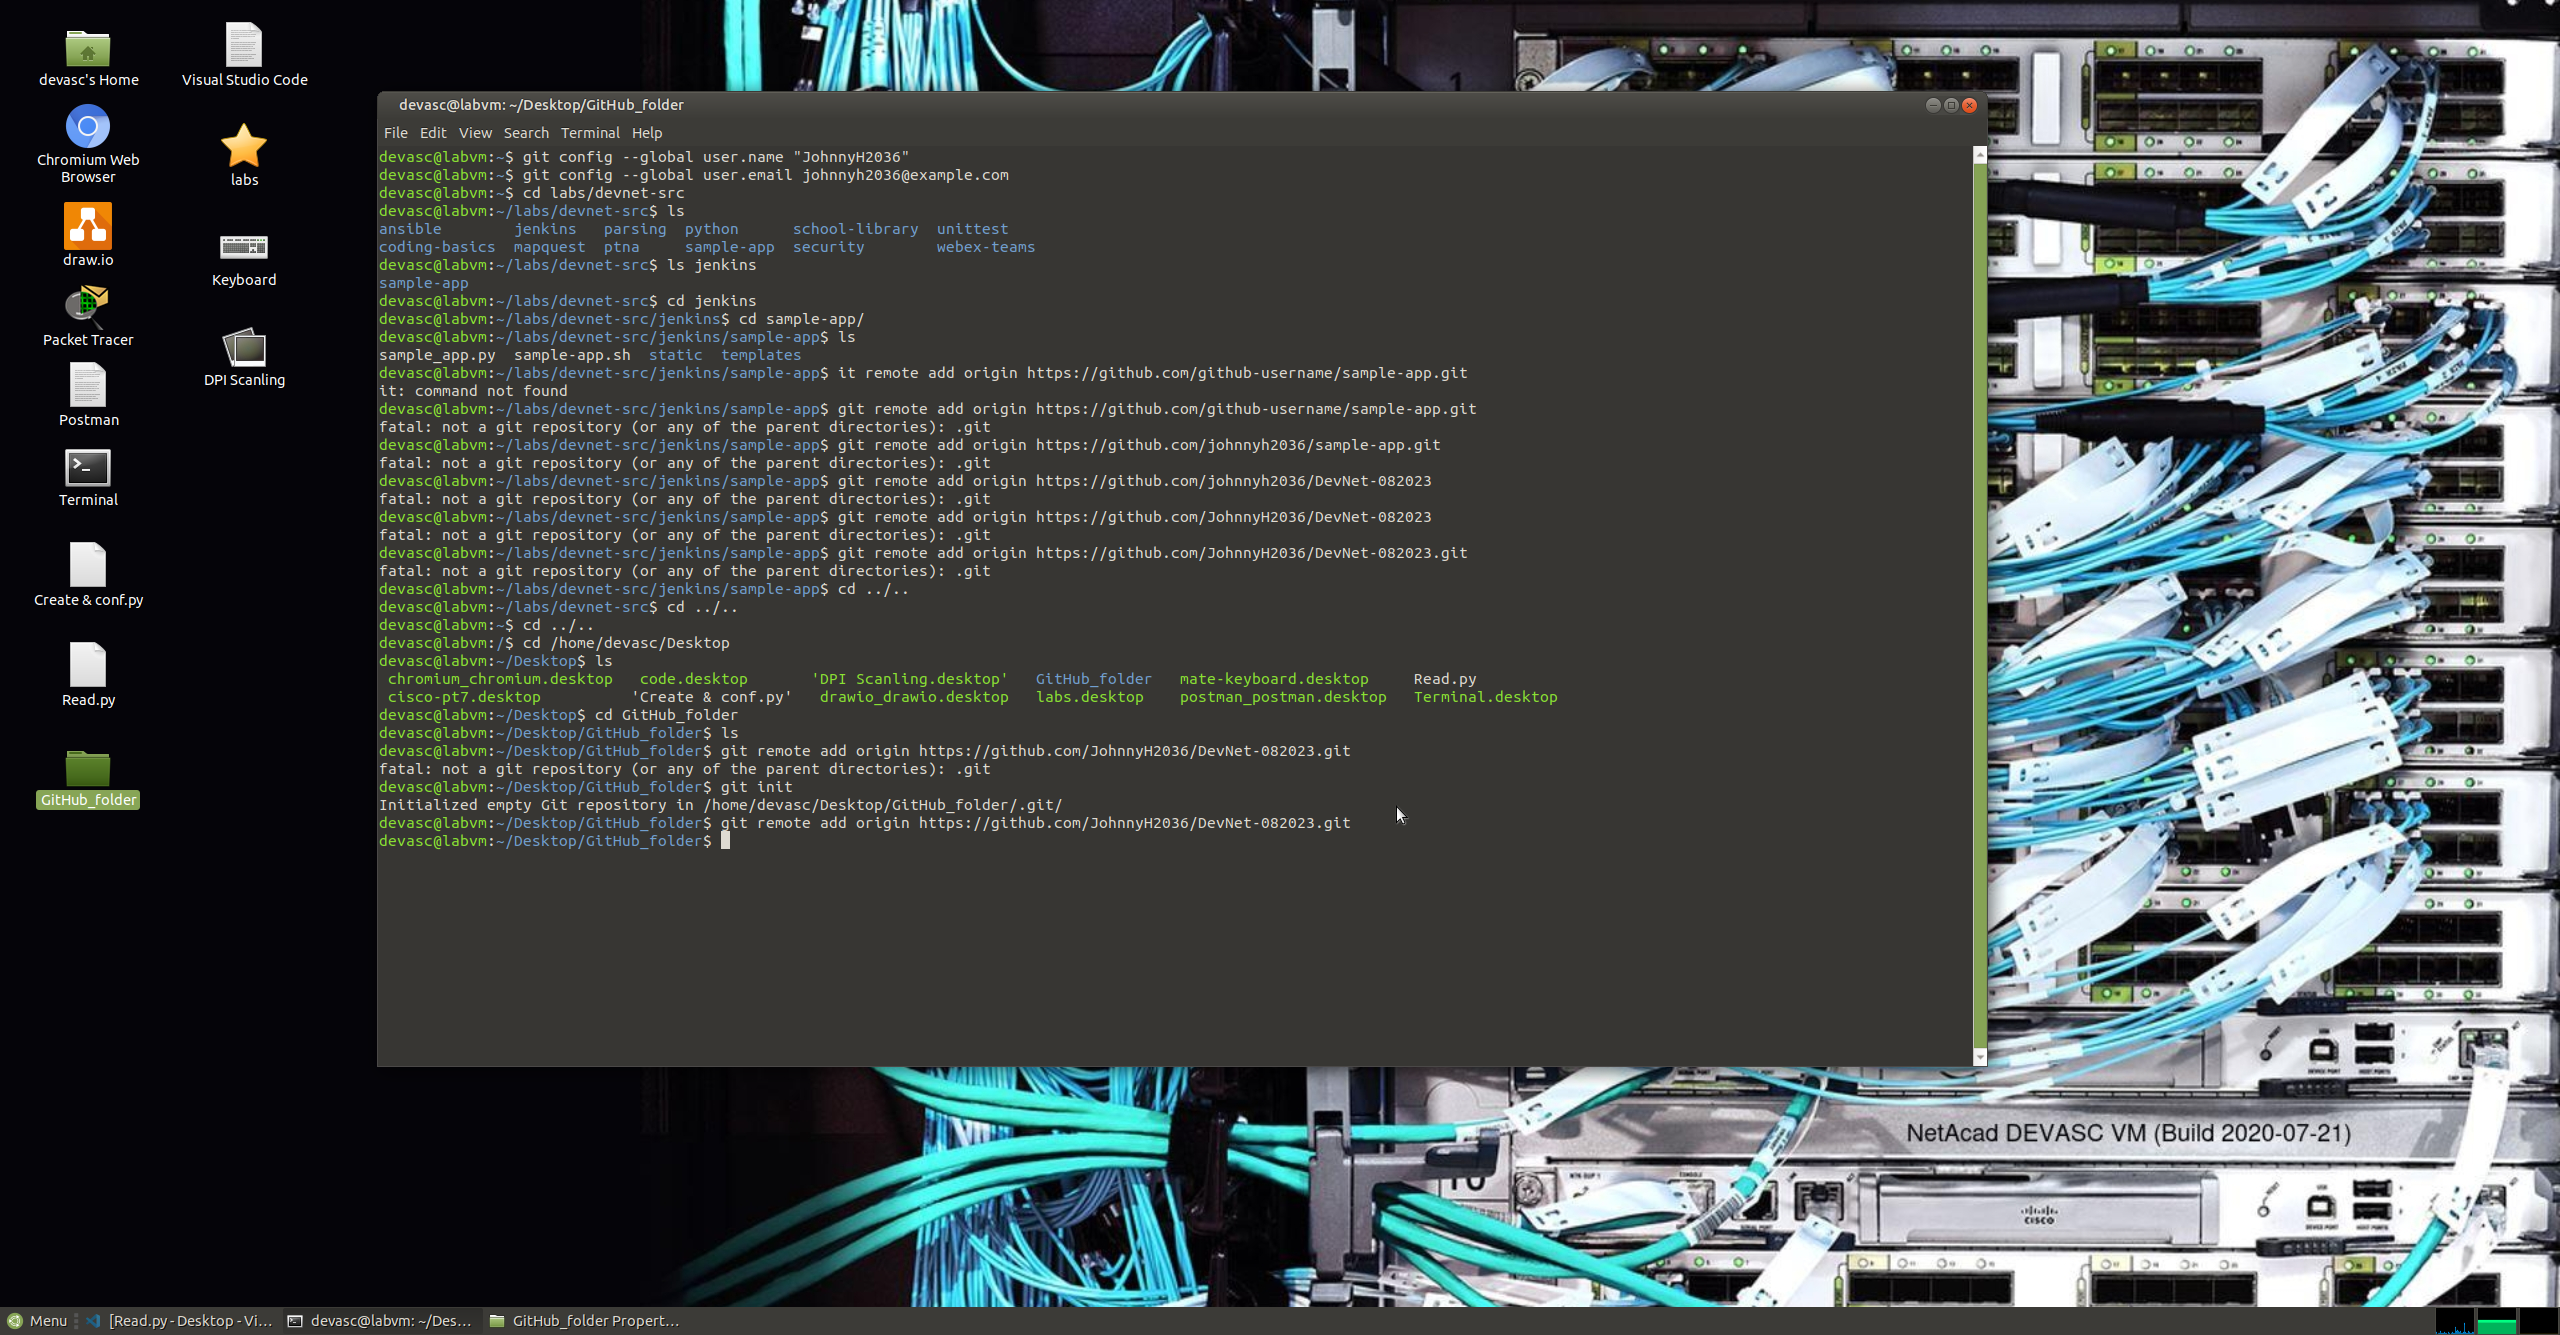 devasc's Home
Visual Studio Code
Chromium Web
Browser
labs
draw.io
Keyboard
Packet Tracer
DPI Scanling
Postman
Terminal
Create & conf.py
Read.py
GitHub_folder
devasc@labvm: ~/Desktop/GitHub_folder
File Edit View Search Terminal Help
devasc@labvm:~$ git config --global user.name "JohnnyH2036"
devasc@labvm:~$ git config --global user.email johnnyh2036@example.com
devasc@labvm:~$ cd labs/devnet-src
devasc@labvm:~/labs/devnet-src$ ls
ansible jenkins parsing python school-library unittest
coding-basics mapquest ptna sample-app security webex-teams
devasc@labvm:~/labs/devnet-src$ ls jenkins
sample-app
devasc@labvm:~/labs/devnet-src$ cd jenkins
devasc@labvm:~/labs/devnet-src/jenkins$ cd sample-app/
devasc@labvm:~/labs/devnet-src/jenkins/sample-app$ ls
sample_app.py sample-app.sh static templates
devasc@labvm:~/labs/devnet-src/jenkins/sample-app$ it remote add origin https://github.com/github-username/sample-app.git
it: command not found
devasc@labvm:~/labs/devnet-src/jenkins/sample-app$ git remote add origin https://github.com/github-username/sample-app.git
fatal: not a git repository (or any of the parent directories): .git
devasc@labvm:~/labs/devnet-src/jenkins/sample-app$ git remote add origin https://github.com/johnnyh2036/sample-app.git
fatal: not a git repository (or any of the parent directories): .git
devasc@labvm:~/labs/devnet-src/jenkins/sample-app$ git remote add origin https://github.com/johnnyh2036/DevNet-082023
fatal: not a git repository (or any of the parent directories): .git
devasc@labvm:~/labs/devnet-src/jenkins/sample-app$ git remote add origin https://github.com/JohnnyH2036/DevNet-082023
fatal: not a git repository (or any of the parent directories): .git
devasc@labvm:~/labs/devnet-src/jenkins/sample-app$ git remote add origin https://github.com/JohnnyH2036/DevNet-082023.git
fatal: not a git repository (or any of the parent directories): .git
devasc@labvm:~/labs/devnet-src/jenkins/sample-app$ cd ../..
devasc@labvm:~/labs/devnet-src$ cd ../..
devasc@labvm:~$ cd ../..
devasc@labvm:/$ cd /home/devasc/Desktop
devasc@labvm:~/Desktop$ ls
chromium_chromium.desktop code.desktop 'DPI Scanling.desktop' GitHub_folder mate-keyboard.desktop Read.py
cisco-pt7.desktop 'Create & conf.py' drawio_drawio.desktop labs.desktop postman_postman.desktop Terminal.desktop
devasc@labvm:~/Desktop$ cd GitHub_folder
devasc@labvm:~/Desktop/GitHub_folder$ ls
devasc@labvm:~/Desktop/GitHub_folder$ git remote add origin https://github.com/JohnnyH2036/DevNet-082023.git
fatal: not a git repository (or any of the parent directories): .git
devasc@labvm:~/Desktop/GitHub_folder$ git init
Initialized empty Git repository in /home/devasc/Desktop/GitHub_folder/.git/
devasc@labvm:~/Desktop/GitHub_folder$ git remote add origin https://github.com/JohnnyH2036/DevNet-082023.git
devasc@labvm:~/Desktop/GitHub_folder$
NetAcad DEVASC VM (Build 2020-07-21)
CISCO
Menu [Read.py - Desktop - Vi... devasc@labvm: ~/Des... GitHub_folder Propert...